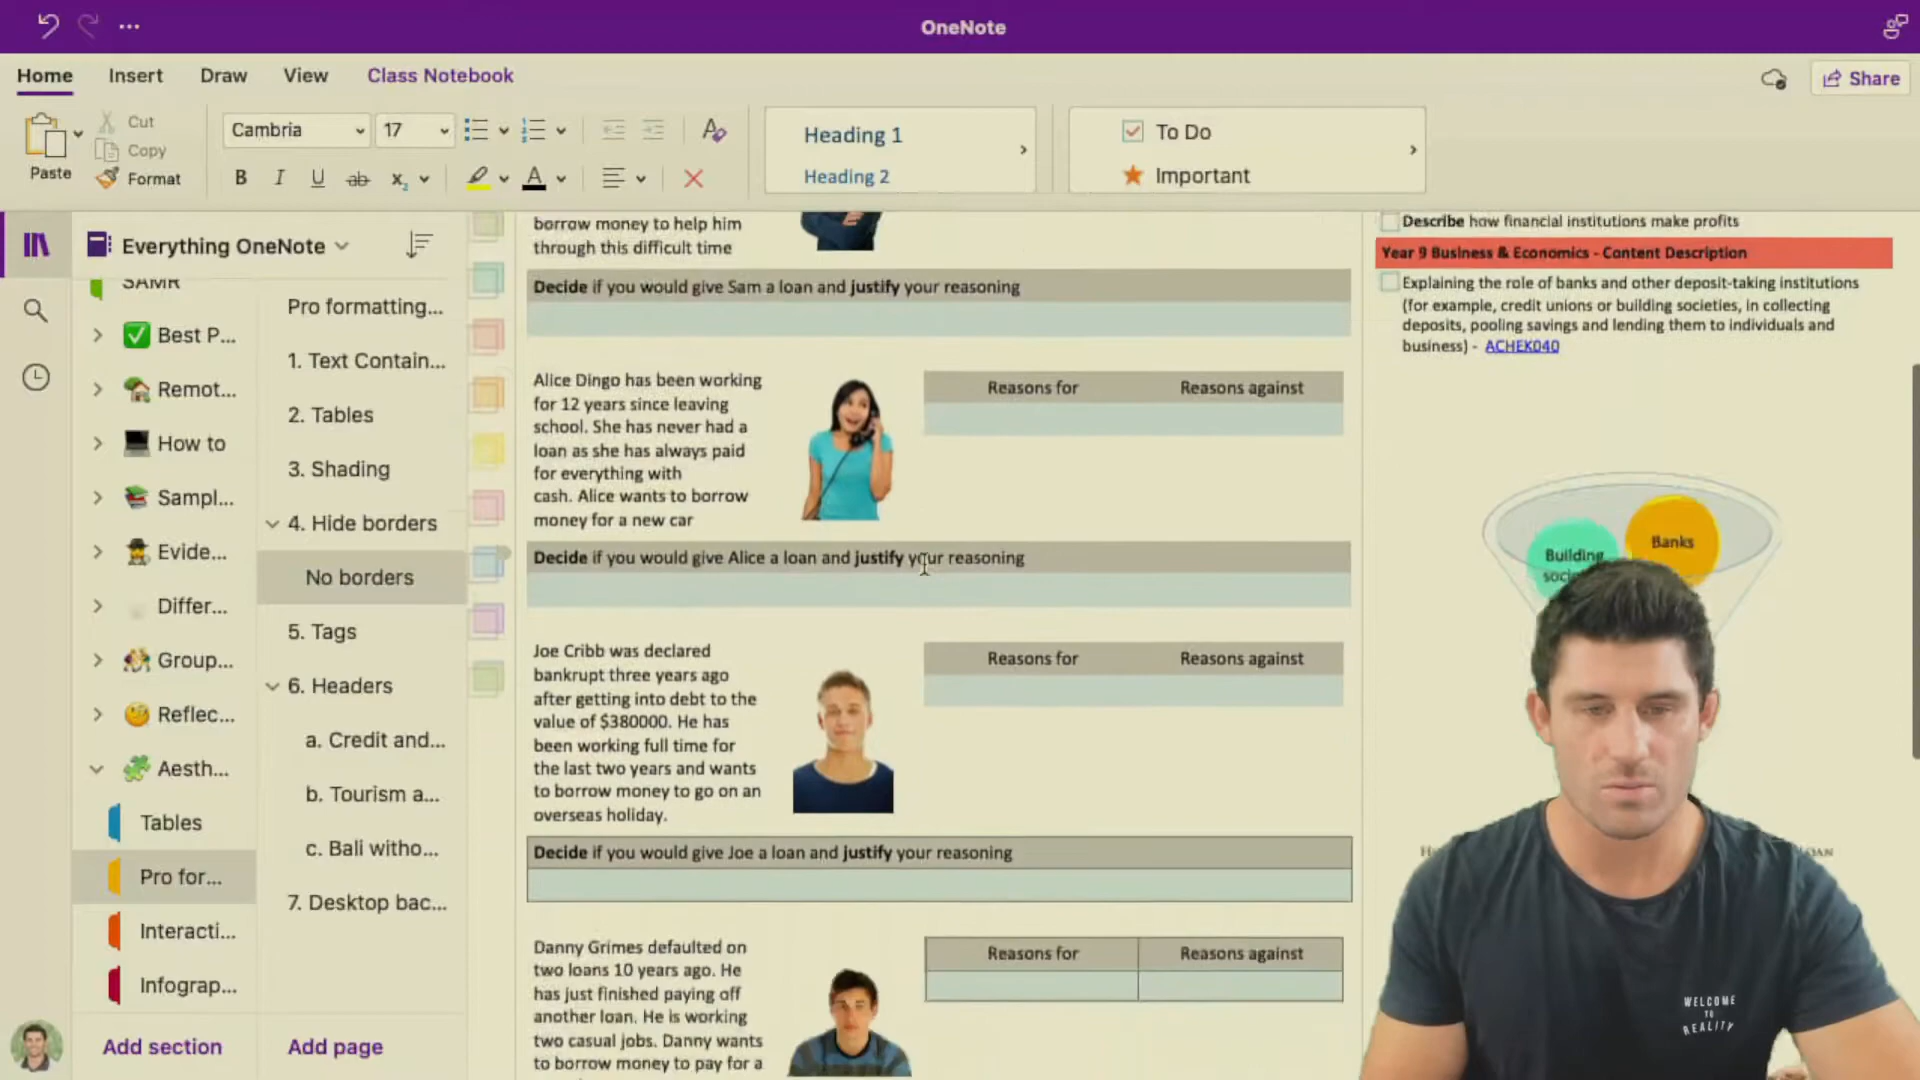 OneNote
Home Insert Draw View Class Notebook
Share
Paste
Cut
Copy
Format
Cambria 17
B I U ab x₂ A
Heading 1
Heading 2
To Do
Important
Everything OneNote
SAMR
Best P...
Remot...
How to
Sampl...
Evide...
Differ...
Group...
Reflec...
Aesth...
Tables
Pro for...
Interacti...
Infograp...
Add section
Pro formatting...
1. Text Contain...
2. Tables
3. Shading
4. Hide borders
No borders
5. Tags
6. Headers
a. Credit and...
b. Tourism a...
c. Bali witho...
7. Desktop bac...
Add page
borrow money to help him
through this difficult time
Decide if you would give Sam a loan and justify your reasoning
Alice Dingo has been working
for 12 years since leaving
school. She has never had a
loan as she has always paid
for everything with
cash. Alice wants to borrow
money for a new car
Reasons for Reasons against
Decide if you would give Alice a loan and justify your reasoning
Joe Cribb was declared
bankrupt three years ago
after getting into debt to the
value of $380000. He has
been working full time for
the last two years and wants
to borrow money to go on an
overseas holiday.
Reasons for Reasons against
Decide if you would give Joe a loan and justify your reasoning
Danny Grimes defaulted on
two loans 10 years ago. He
has just finished paying off
another loan. He is working
two casual jobs. Danny wants
to borrow money to pay for a
Reasons for Reasons against
Describe how financial institutions make profits
Year 9 Business & Economics - Content Description
Explaining the role of banks and other deposit-taking institutions
(for example, credit unions or building societies, in collecting
deposits, pooling savings and lending them to individuals and
business) - ACHEK040
Banks
Building
WELCOME
TO
REALITY